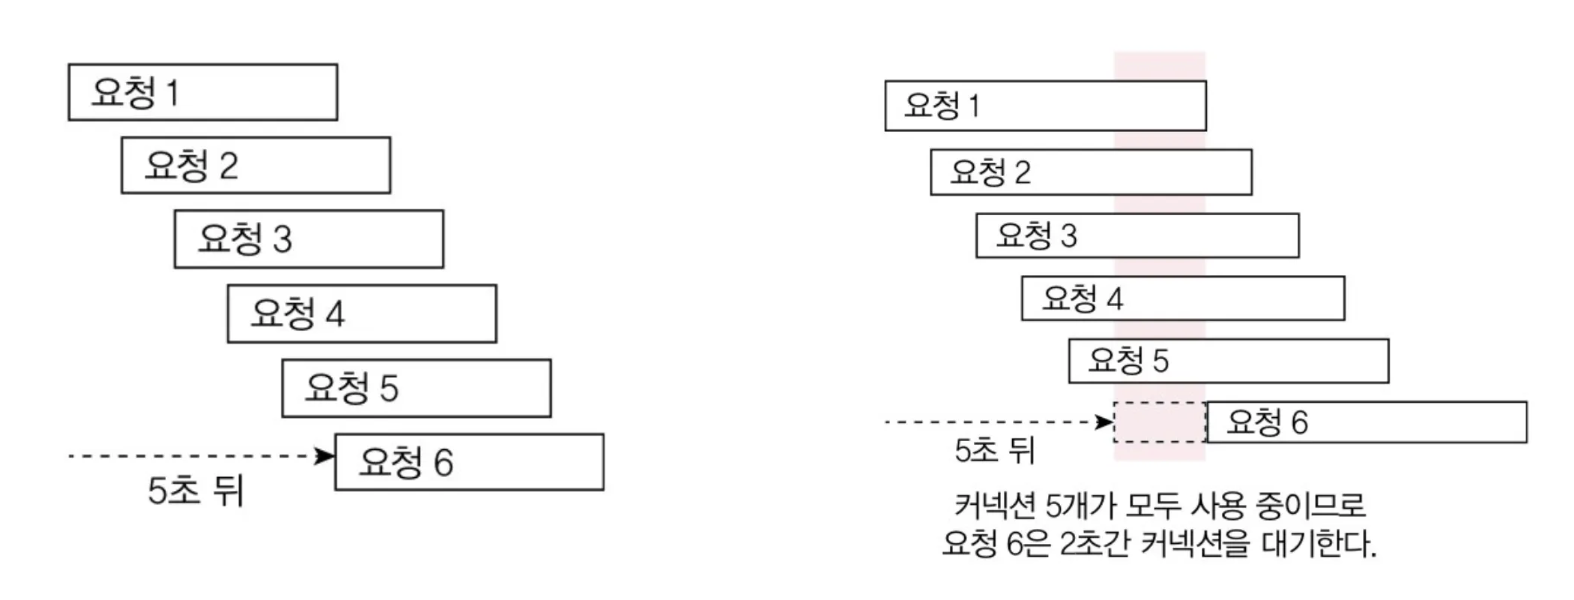 요청 1
요청 2
요청 3
요청 4
요청 5
요청 6
5초 뒤
요청 1
요청 2
요청 3
요청 4
요청 5
요청 6
5초 뒤
커넥션 5개가 모두 사용 중이므로
요청 6은 2초간 커넥션을 대기한다.